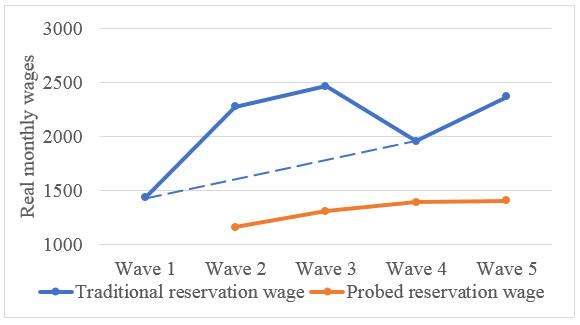 3000
2500
2000
1500
1000
Real monthly wages
Wave 1 Wave 2 Wave 3 Wave 4 Wave 5
Traditional reservation wage Probed reservation wage